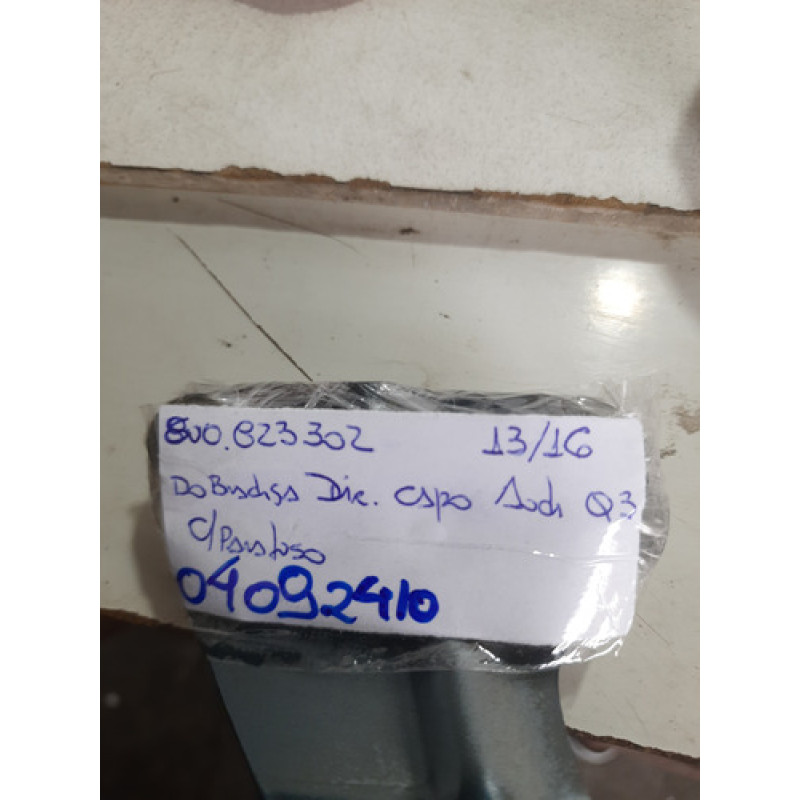 8U0.823302 13/16
DoBradiça Dir. capo Audi Q3
C/Parafuso
04092410